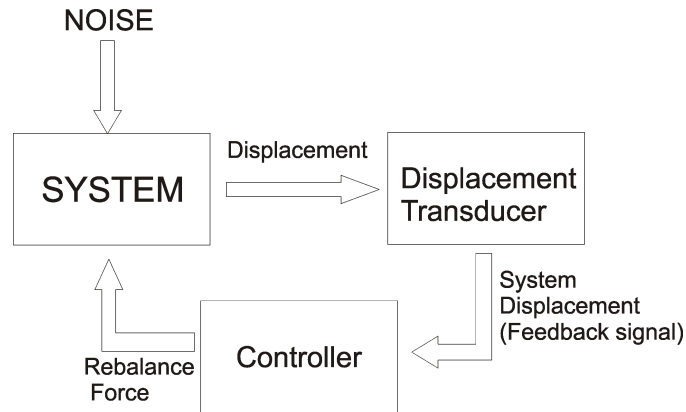 NOISE
SYSTEM
Displacement
Displacement
Transducer
System
Displacement
(Feedback signal)
Controller
Rebalance
Force